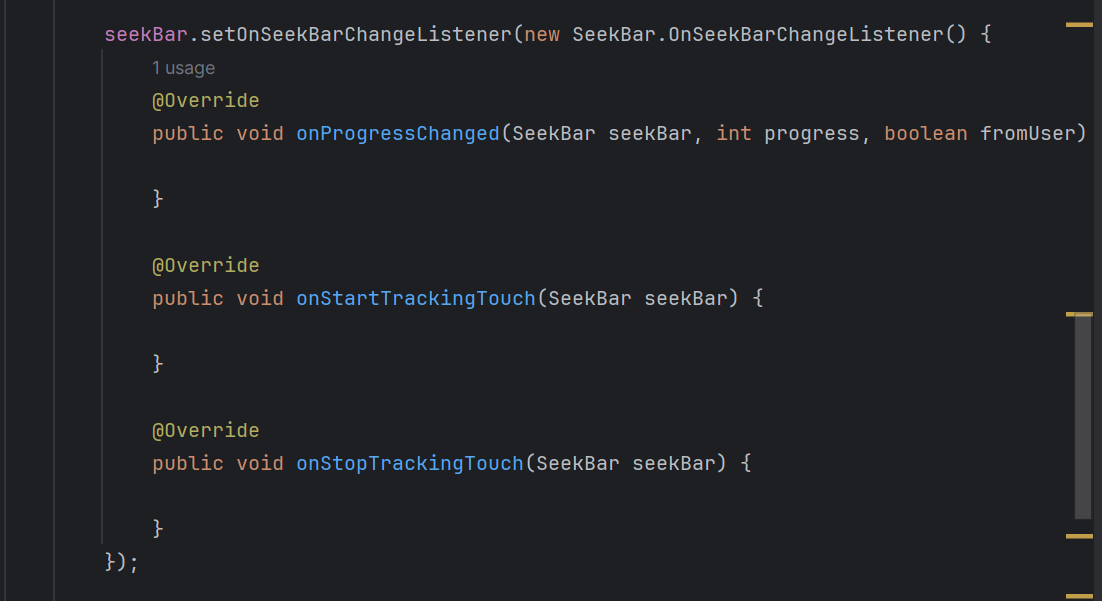 seekBar.setOnSeekBarChangeListener(new SeekBar.OnSeekBarChangeListener() {
1 usage
@Override
public void onProgressChanged(SeekBar seekBar, int progress, boolean fromUser)
}
@Override
public void onStartTrackingTouch(SeekBar seekBar) {
}
@Override
public void onStopTrackingTouch(SeekBar seekBar) {
}
});